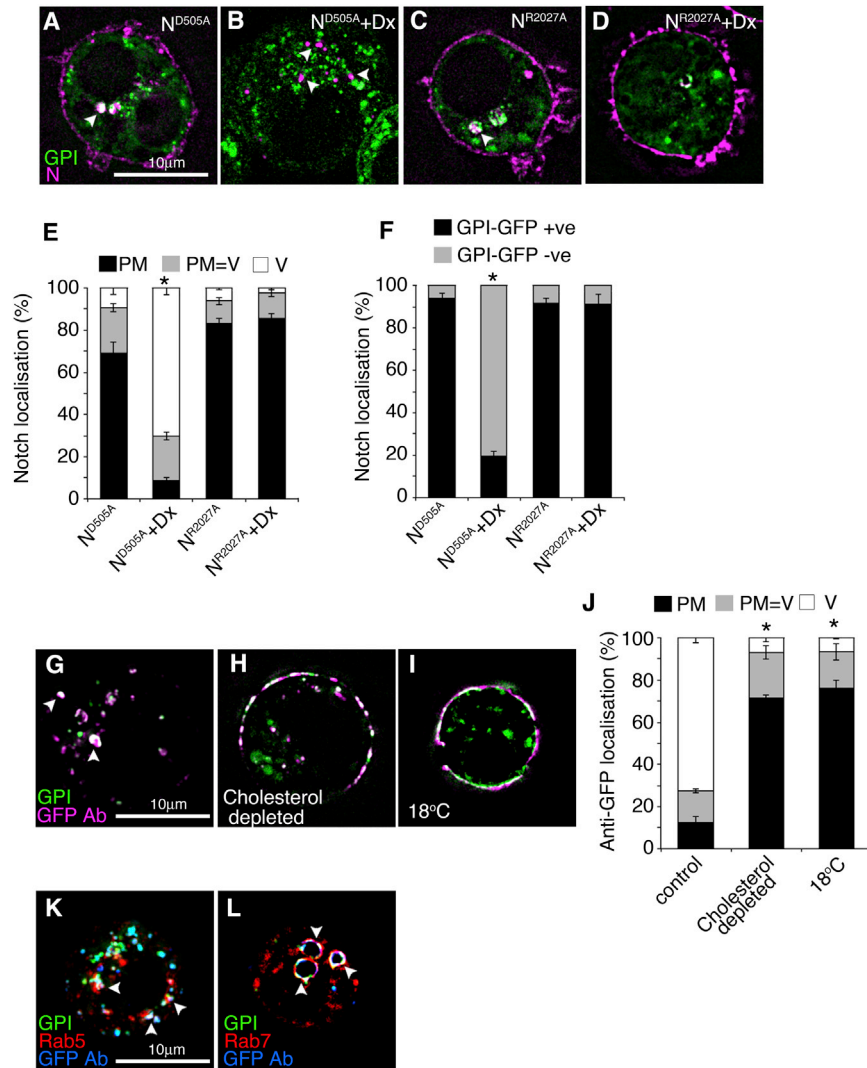 A N^D505A
B N^D505A+Dx
C N^R2027A
D N^R2027A+Dx
GPI
N
10μm
E
PM PM=V V
*
Notch localisation (%)
100
80
60
40
20
0
N^D505A
N^D505A+Dx
N^R2027A
N^R2027A+Dx
F
GPI-GFP +ve
GPI-GFP -ve
*
Notch localisation (%)
100
80
60
40
20
0
N^D505A
N^D505A+Dx
N^R2027A
N^R2027A+Dx
G
GPI
GFP Ab
10μm
H
Cholesterol
depleted
I
18°C
J
PM PM=V V
* *
Anti-GFP localisation (%)
100
80
60
40
20
0
control
Cholesterol
depleted
18°C
K
GPI
Rab5
GFP Ab
10μm
L
GPI
Rab7
GFP Ab